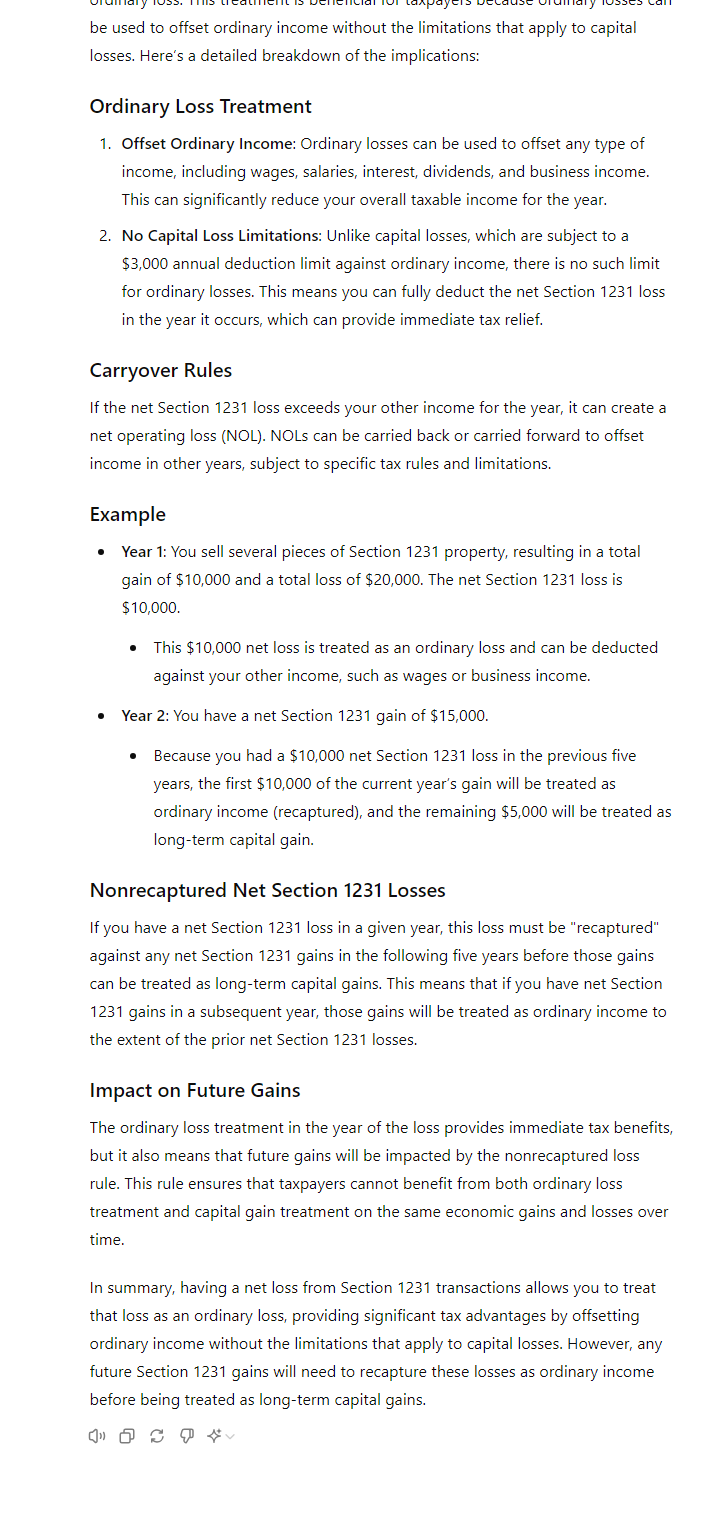 ordinary loss. This treatment is beneficial for taxpayers because ordinary losses can
be used to offset ordinary income without the limitations that apply to capital
losses. Here's a detailed breakdown of the implications:
Ordinary Loss Treatment
1. Offset Ordinary Income: Ordinary losses can be used to offset any type of
income, including wages, salaries, interest, dividends, and business income.
This can significantly reduce your overall taxable income for the year.
2. No Capital Loss Limitations: Unlike capital losses, which are subject to a
$3,000 annual deduction limit against ordinary income, there is no such limit
for ordinary losses. This means you can fully deduct the net Section 1231 loss
in the year it occurs, which can provide immediate tax relief.
Carryover Rules
If the net Section 1231 loss exceeds your other income for the year, it can create a
net operating loss (NOL). NOLs can be carried back or carried forward to offset
income in other years, subject to specific tax rules and limitations.
Example
• Year 1: You sell several pieces of Section 1231 property, resulting in a total
gain of $10,000 and a total loss of $20,000. The net Section 1231 loss is
$10,000.
• This $10,000 net loss is treated as an ordinary loss and can be deducted
against your other income, such as wages or business income.
• Year 2: You have a net Section 1231 gain of $15,000.
• Because you had a $10,000 net Section 1231 loss in the previous five
years, the first $10,000 of the current year's gain will be treated as
ordinary income (recaptured), and the remaining $5,000 will be treated as
long-term capital gain.
Nonrecaptured Net Section 1231 Losses
If you have a net Section 1231 loss in a given year, this loss must be "recaptured"
against any net Section 1231 gains in the following five years before those gains
can be treated as long-term capital gains. This means that if you have net Section
1231 gains in a subsequent year, those gains will be treated as ordinary income to
the extent of the prior net Section 1231 losses.
Impact on Future Gains
The ordinary loss treatment in the year of the loss provides immediate tax benefits,
but it also means that future gains will be impacted by the nonrecaptured loss
rule. This rule ensures that taxpayers cannot benefit from both ordinary loss
treatment and capital gain treatment on the same economic gains and losses over
time.
In summary, having a net loss from Section 1231 transactions allows you to treat
that loss as an ordinary loss, providing significant tax advantages by offsetting
ordinary income without the limitations that apply to capital losses. However, any
future Section 1231 gains will need to recapture these losses as ordinary income
before being treated as long-term capital gains.